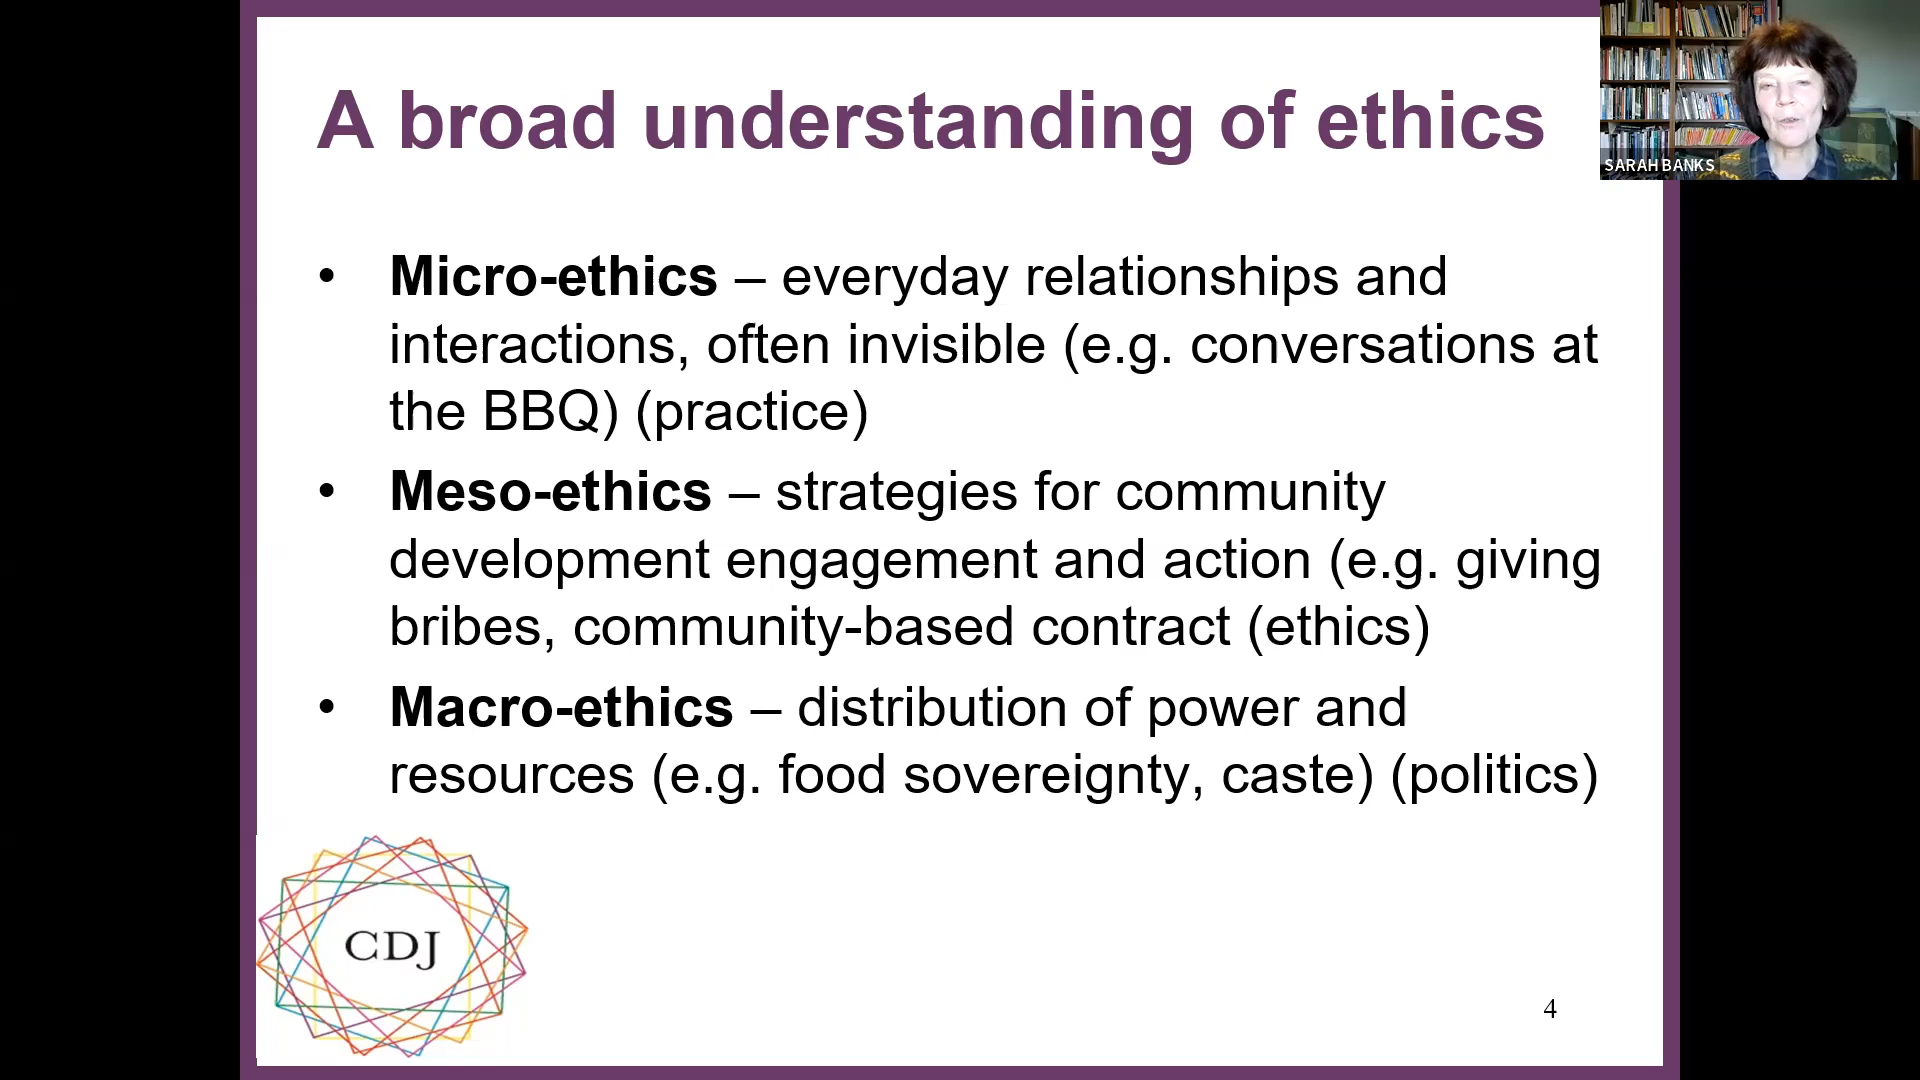 A broad understanding of ethics
SARAH BANKS
• Micro-ethics – everyday relationships and
interactions, often invisible (e.g. conversations at
the BBQ) (practice)
• Meso-ethics – strategies for community
development engagement and action (e.g. giving
bribes, community-based contract (ethics)
• Macro-ethics – distribution of power and
resources (e.g. food sovereignty, caste) (politics)
CDJ
4